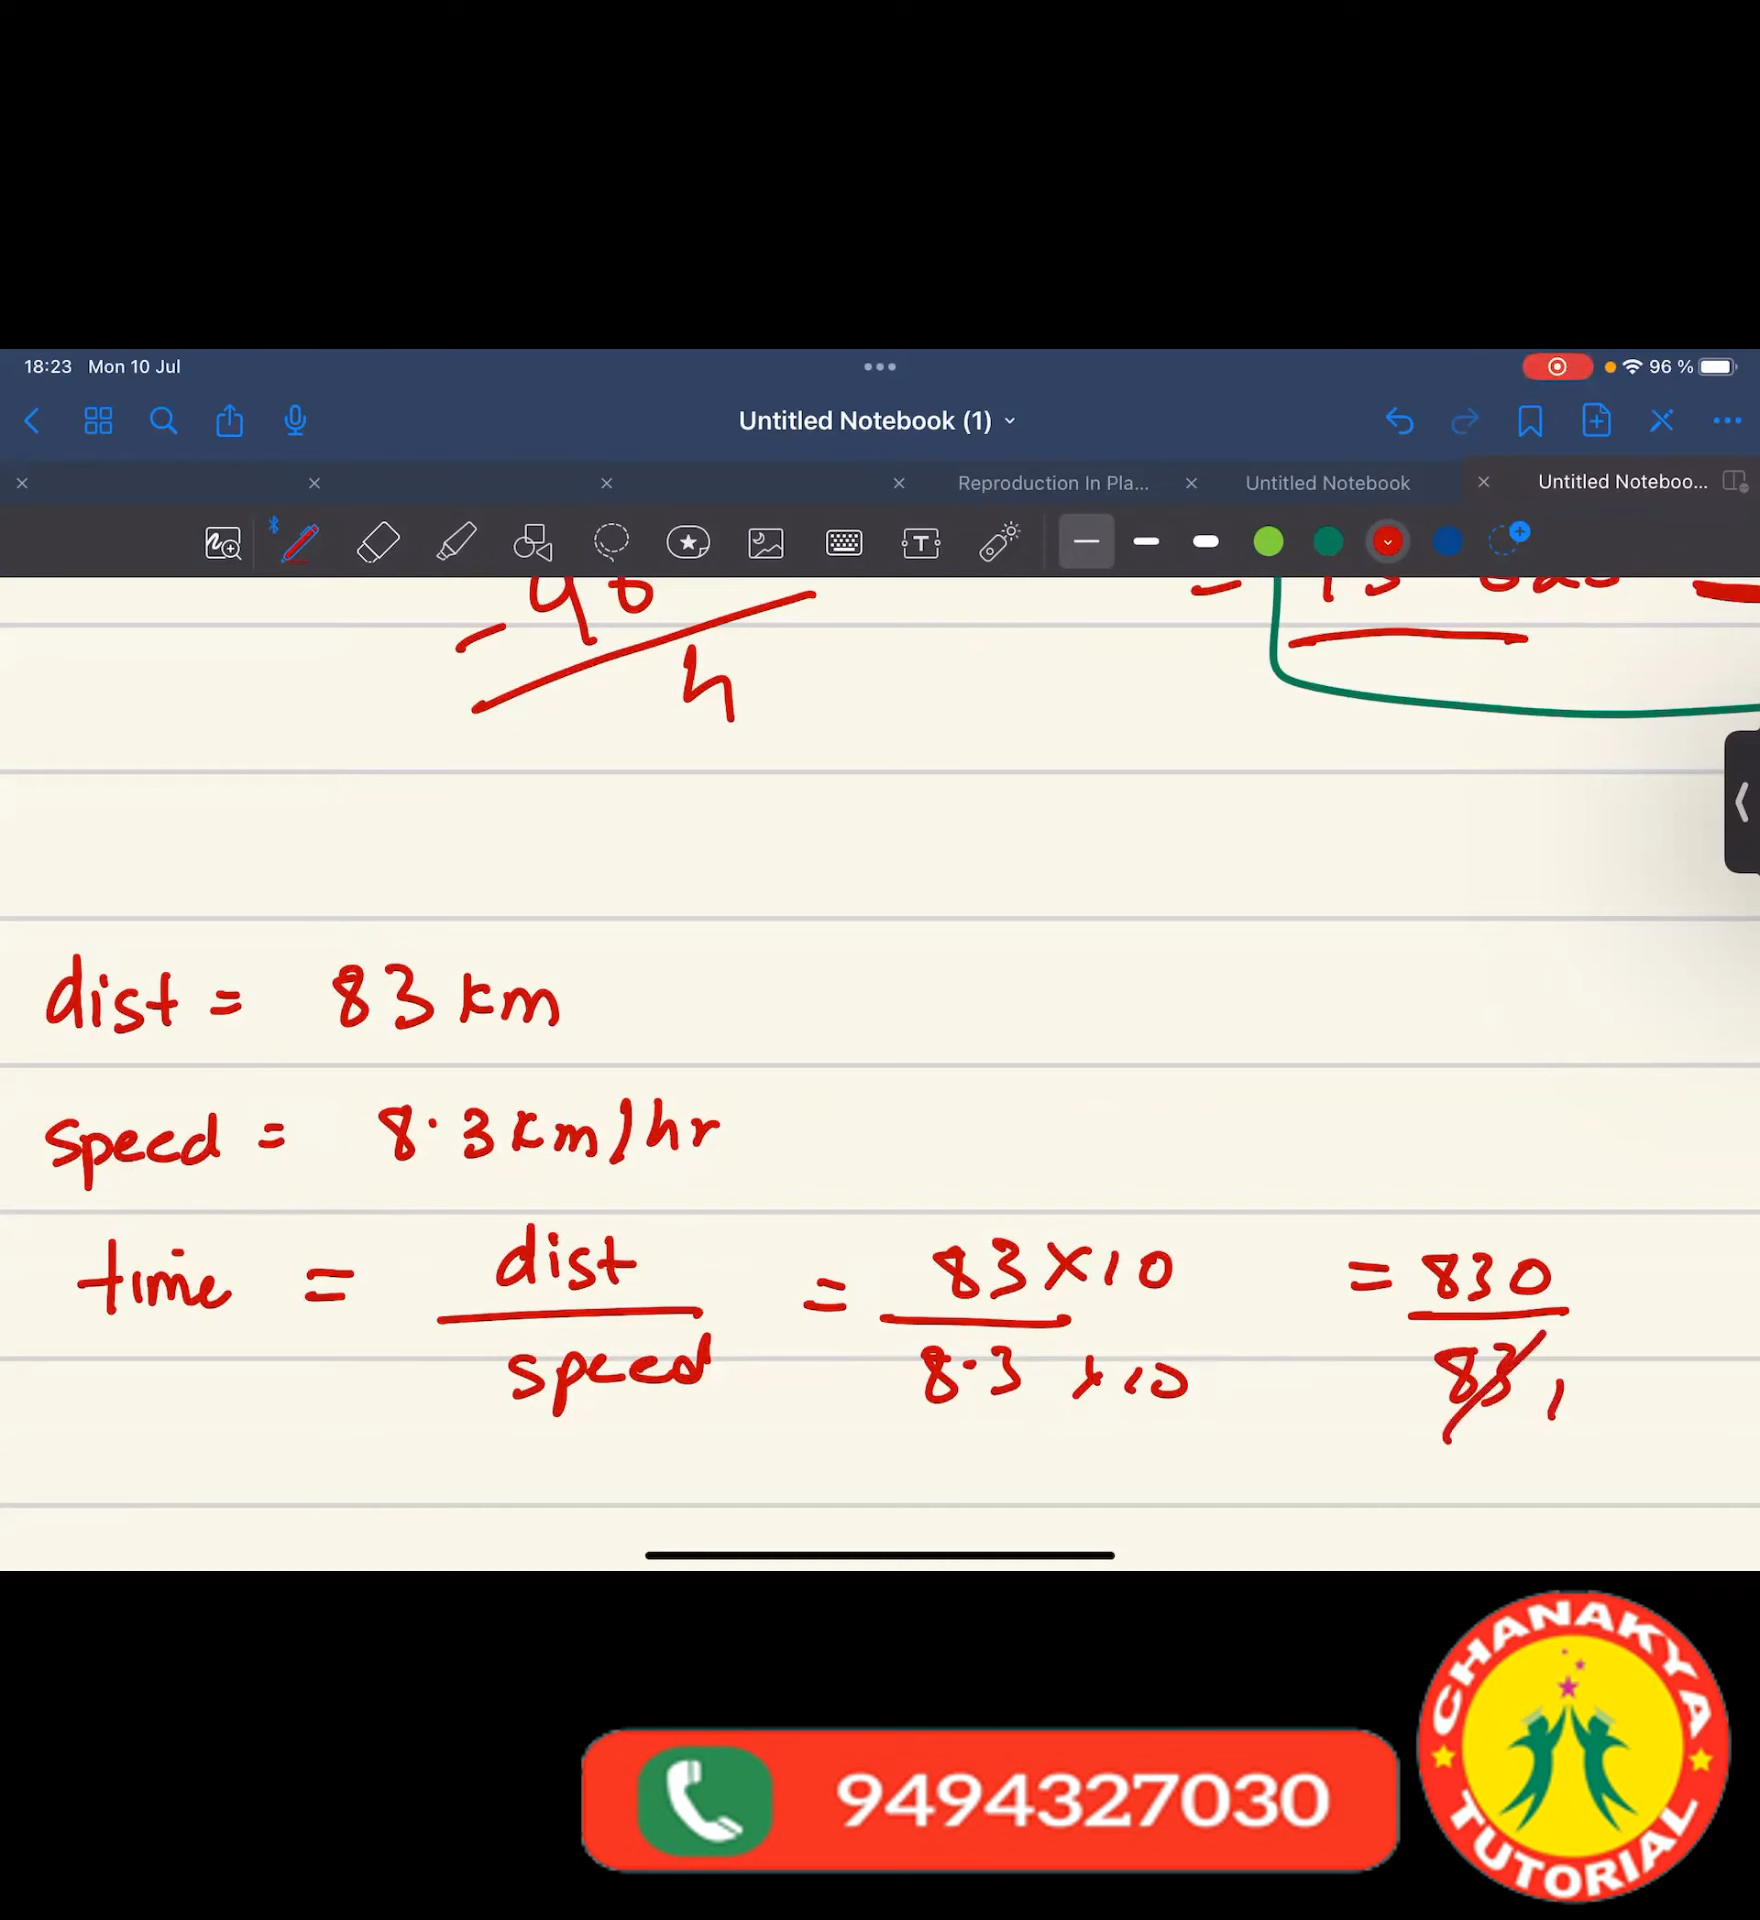 18:23 Mon 10 Jul
96 %
Untitled Notebook (1)
Reproduction In Pla... Untitled Notebook Untitled Noteboo...
T
dist = 83 km
speed = 8.3 km/hr
time = dist/speed = 83×10/8.3×10 = 830/83 1
9494327030
CHANAKYA TUTORIAL